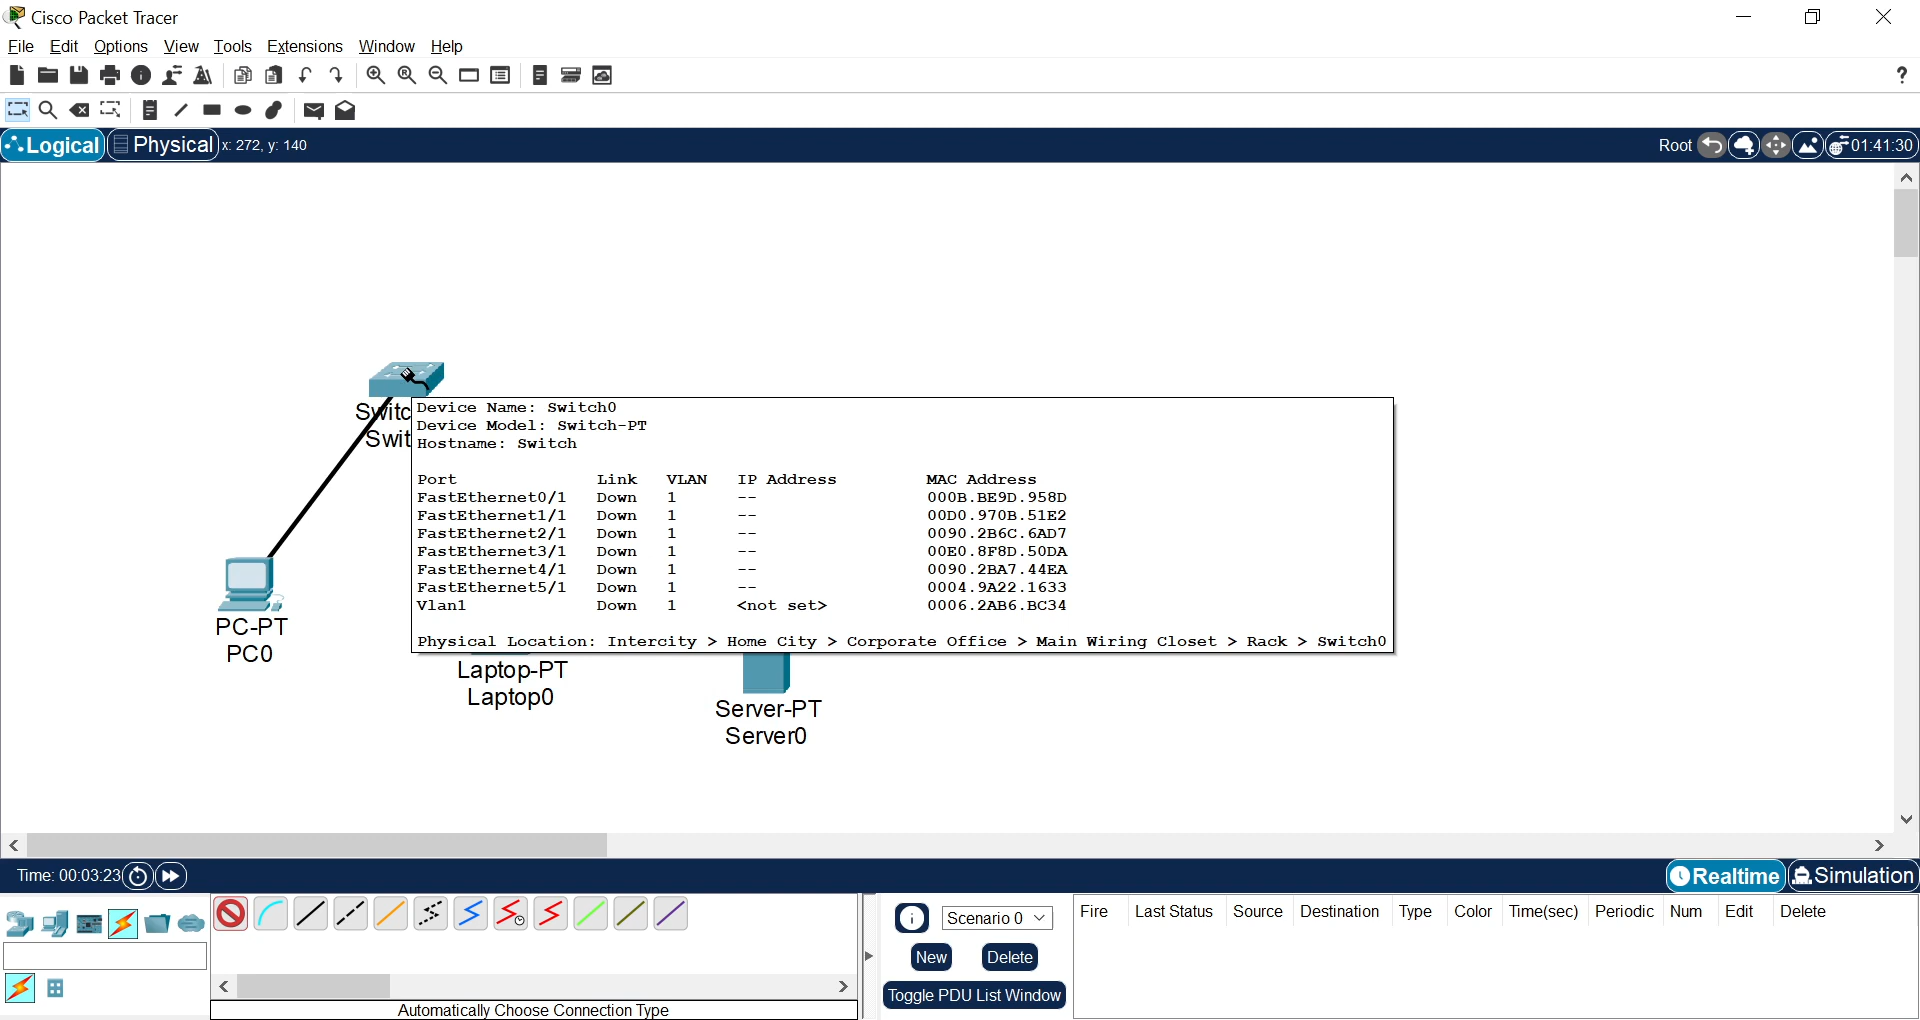 Cisco Packet Tracer
File Edit Options View Tools Extensions Window Help
?
Logical Physical x: 272, y: 140 Root 01:41:30
Switc
Swit
Device Name: Switch0
Device Model: Switch-PT
Hostname: Switch
Port Link VLAN IP Address MAC Address
FastEthernet0/1 Down 1 -- 000B.BE9D.958D
FastEthernet1/1 Down 1 -- 00D0.970B.51E2
FastEthernet2/1 Down 1 -- 0090.2B6C.6AD7
FastEthernet3/1 Down 1 -- 00E0.8F8D.50DA
FastEthernet4/1 Down 1 -- 0090.2BA7.44EA
FastEthernet5/1 Down 1 -- 0004.9A22.1633
Vlan1 Down 1 <not set> 0006.2AB6.BC34
Physical Location: Intercity > Home City > Corporate Office > Main Wiring Closet > Rack > Switch0
PC-PT
PC0
Laptop-PT
Laptop0
Server-PT
Server0
Time: 00:03:23 Realtime Simulation
Scenario 0
New Delete
Toggle PDU List Window
Fire Last Status Source Destination Type Color Time(sec) Periodic Num Edit Delete
Automatically Choose Connection Type